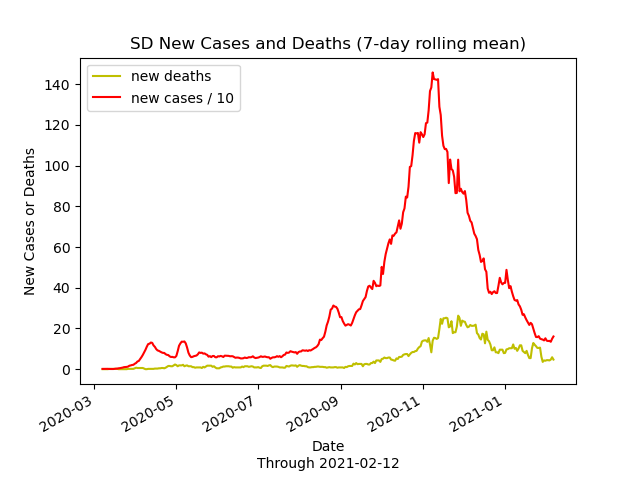 SD New Cases and Deaths (7-day rolling mean)
new deaths
new cases / 10
140
120
100
80
60
40
20
0
New Cases or Deaths
2020-03
2020-05
2020-07
2020-09
2020-11
2021-01
Date
Through 2021-02-12